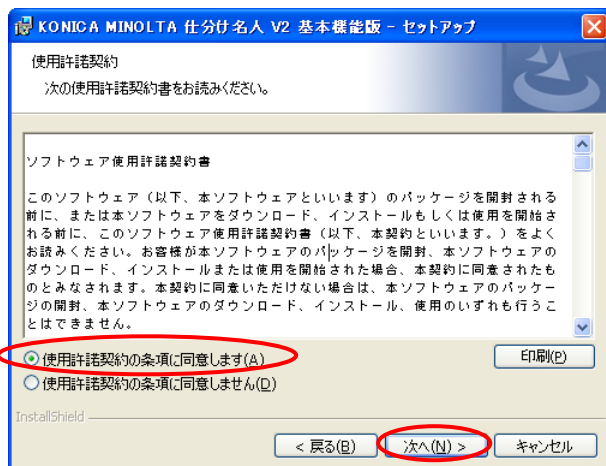 KONICA MINOLTA 仕分け名人 V2 基本機能版 - セットアップ
使用許諾契約
次の使用許諾契約書をお読みください。
ソフトウェア使用許諾契約書
このソフトウェア（以下、本ソフトウェアといいます）のパッケージを開封される
前に、または本ソフトウェアをダウンロード、インストールもしくは使用を開始さ
れる前に、このソフトウェア使用許諾契約書（以下、本契約といいます。）をよく
お読みください。お客様が本ソフトウェアのパッケージを開封、本ソフトウェアの
ダウンロード、インストールまたは使用を開始された場合、本契約に同意されたも
のとみなされます。本契約に同意いただけない場合は、本ソフトウェアのパッケー
ジの開封、本ソフトウェアのダウンロード、インストール、使用のいずれも行うこ
とはできません。
使用許諾契約の条項に同意します(A)
印刷(P)
使用許諾契約の条項に同意しません(D)
InstallShield
< 戻る(B)
次へ(N) >
キャンセル